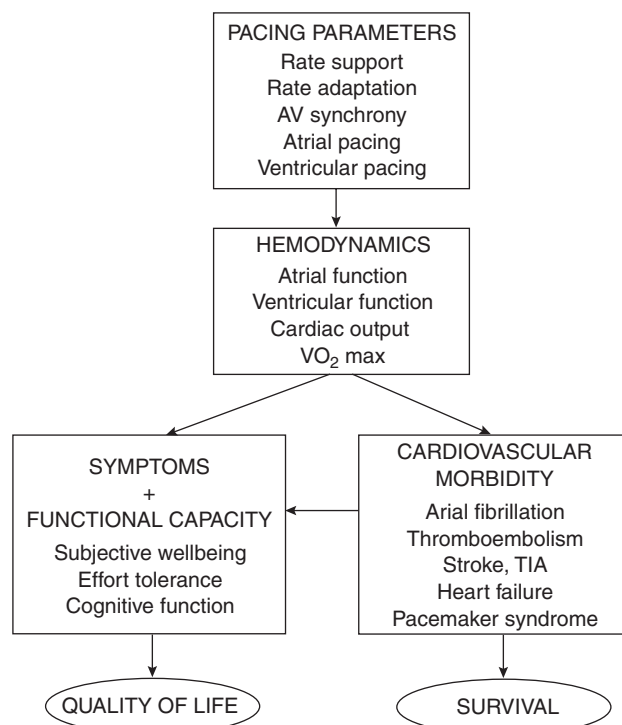 PACING PARAMETERS
Rate support
Rate adaptation
AV synchrony
Atrial pacing
Ventricular pacing
HEMODYNAMICS
Atrial function
Ventricular function
Cardiac output
VO₂ max
SYMPTOMS
+
FUNCTIONAL CAPACITY
Subjective wellbeing
Effort tolerance
Cognitive function
CARDIOVASCULAR
MORBIDITY
Arial fibrillation
Thromboembolism
Stroke, TIA
Heart failure
Pacemaker syndrome
QUALITY OF LIFE
SURVIVAL